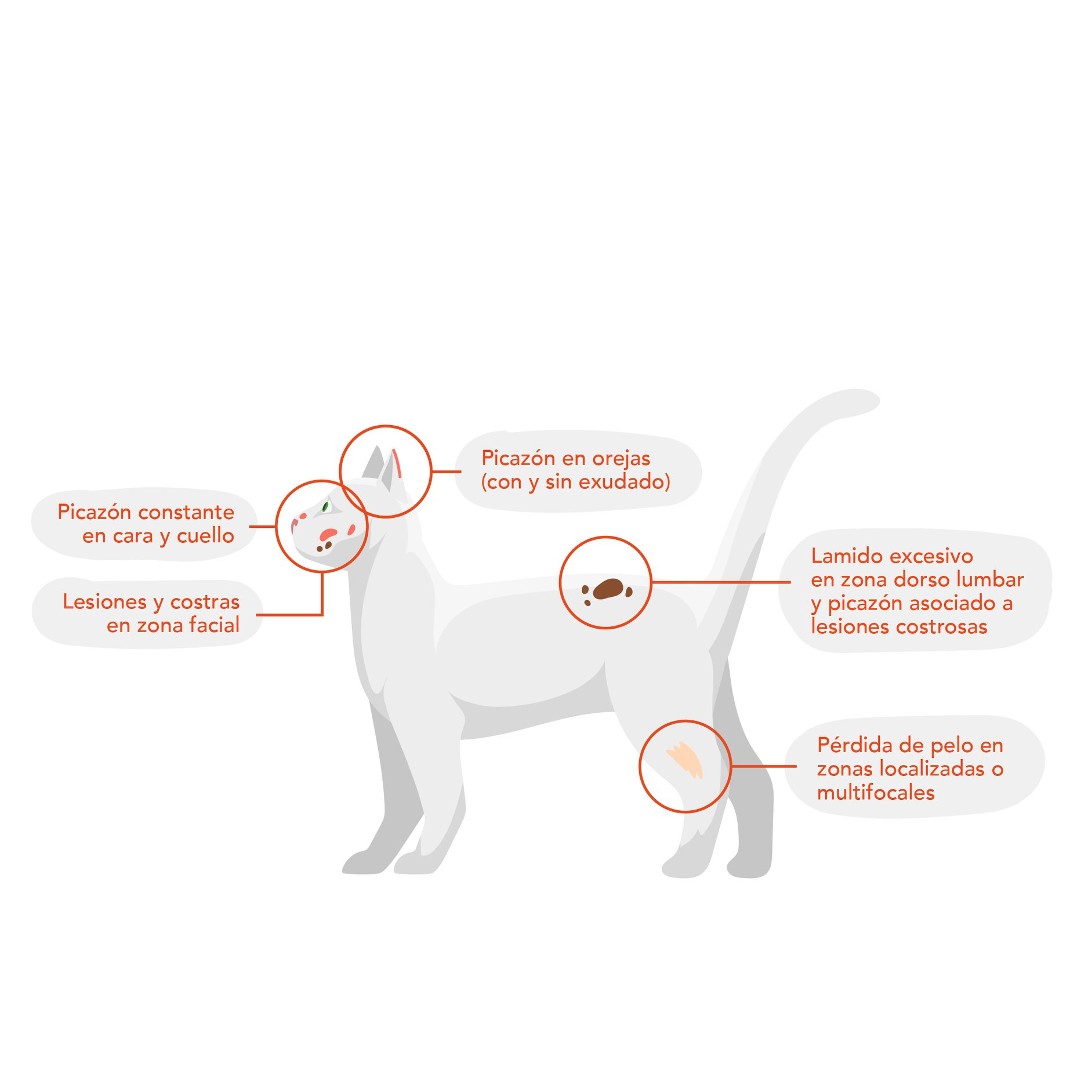 Picazón en orejas
(con y sin exudado)
Picazón constante
en cara y cuello
Lesiones y costras
en zona facial
Lamido excesivo
en zona dorso lumbar
y picazón asociado a
lesiones costrosas
Pérdida de pelo en
zonas localizadas o
multifocales